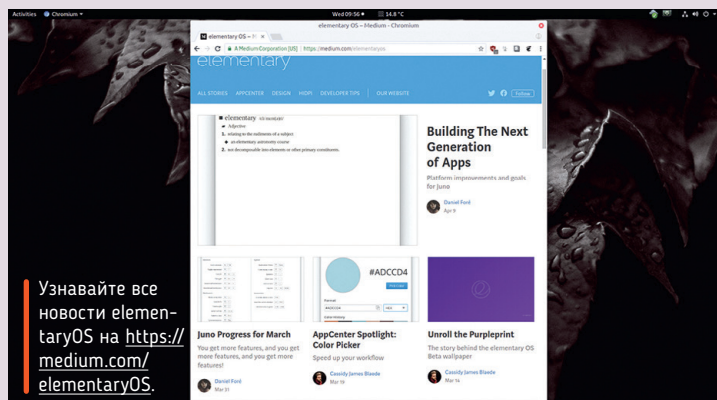 Activities Chromium
Wed 09:56 14.8 °C
elementary OS – Medium - Chromium
elementary OS – M
A Medium Corporation [US] https://medium.com/elementaryos
elementary
ALL STORIES APPCENTER DESIGN HIDPI DEVELOPER TIPS OUR WEBSITE Follow
elementary
Adjective
1. relating to the rudiments of a subject
an elementary astronomy course
2. not decomposable into elements or other primary constituents.
Building The Next
Generation
of Apps
Platform improvements and goals
for Juno
Daniel Foré
Apr 9
#ADCCD4
#ADCCD4
Juno Progress for March
You get more features, and you get
more features, and you get more
features!
Daniel Foré
Mar 31
AppCenter Spotlight:
Color Picker
Speed up your workflow
Cassidy James Blaede
Mar 19
Unroll the Purpleprint
The story behind the elementary OS
Beta wallpaper
Cassidy James Blaede
Mar 14
Узнавайте все
новости elemen-
taryOS на https://
medium.com/
elementaryOS.